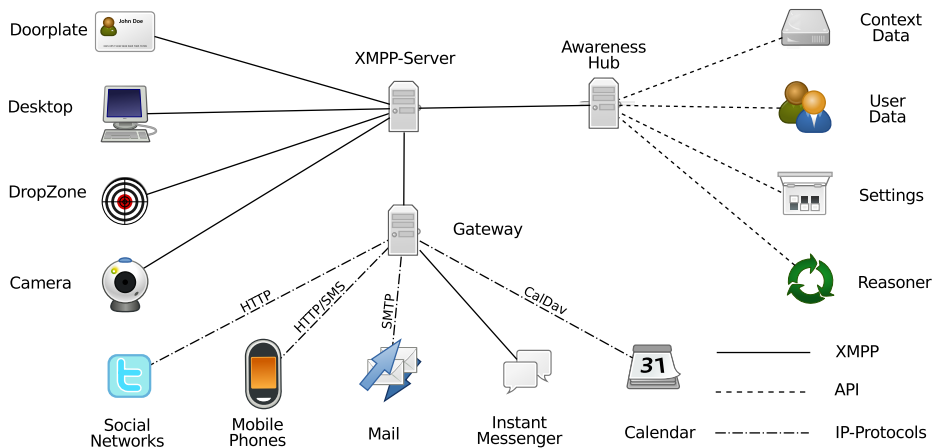 Doorplate
John Doe
XMPP-Server
Awareness
Hub
Context
Data
Desktop
User
Data
DropZone
Settings
Gateway
Camera
Reasoner
HTTP
HTTP/SMS
SMTP
CalDav
31
Social
Networks
Mobile
Phones
Mail
Instant
Messenger
Calendar
XMPP
API
IP-Protocols